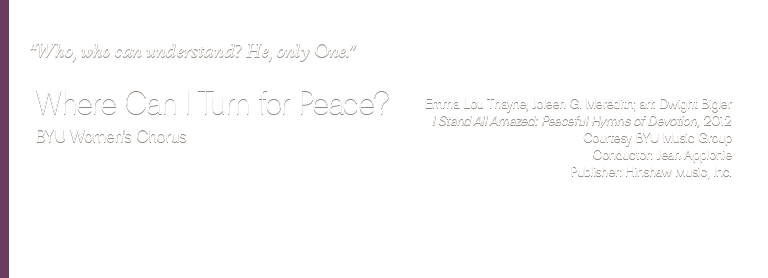 “Who, who can understand? He, only One.”
Where Can I Turn for Peace?
BYU Women's Chorus
Emma Lou Thayne, Joleen G. Meredith; arr. Dwight Bigler
I Stand All Amazed: Peaceful Hymns of Devotion, 2012
Courtesy BYU Music Group
Conductor: Jean Applonie
Publisher: Hinshaw Music, Inc.